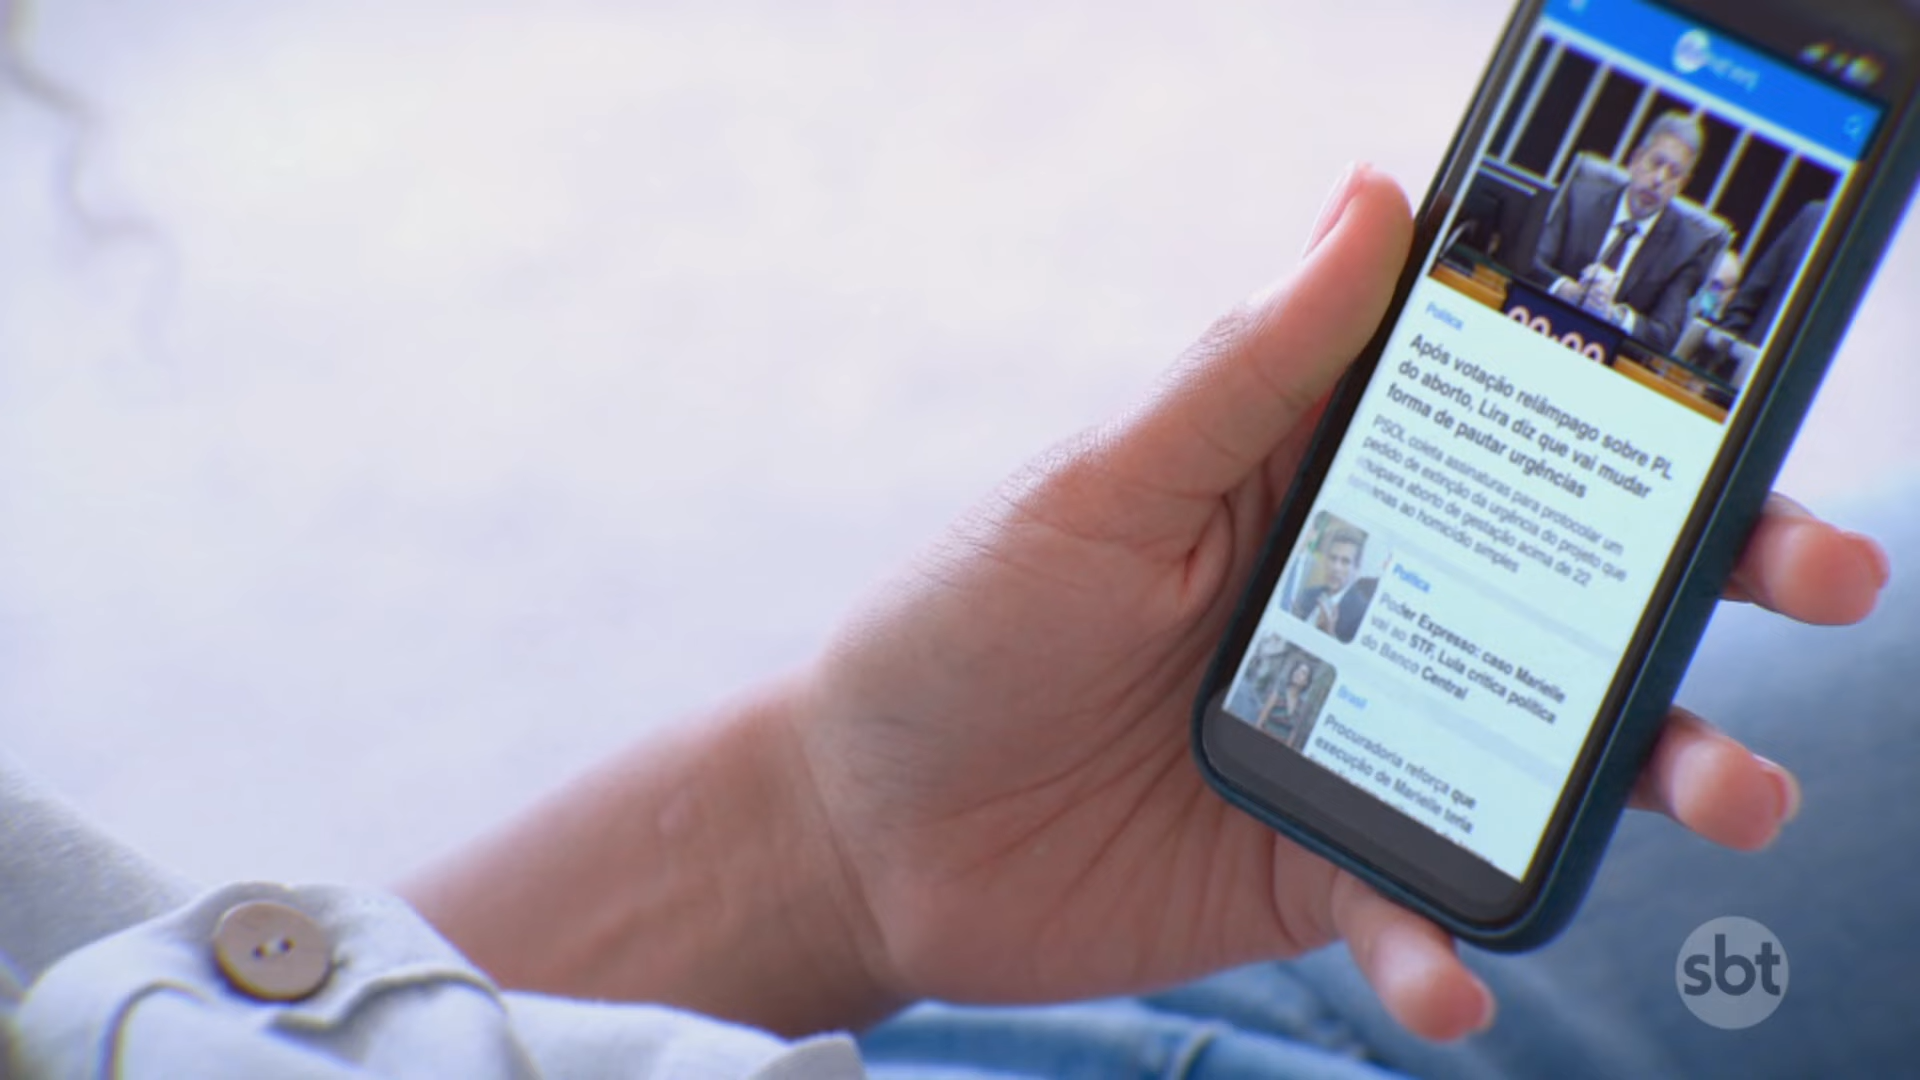 news
Política
00:00
Após votação relâmpago sobre PL
do aborto, Lira diz que vai mudar
forma de pautar urgências
PSOL coleta assinaturas para protocolar um
pedido de extinção da urgência do projeto que
equipara aborto de gestação acima de 22
semanas ao homicídio simples
Política
Poder Expresso: caso Marielle
vai ao STF, Lula critica política
do Banco Central
Brasil
Procuradoria reforça que
execução de Marielle teria
sbt